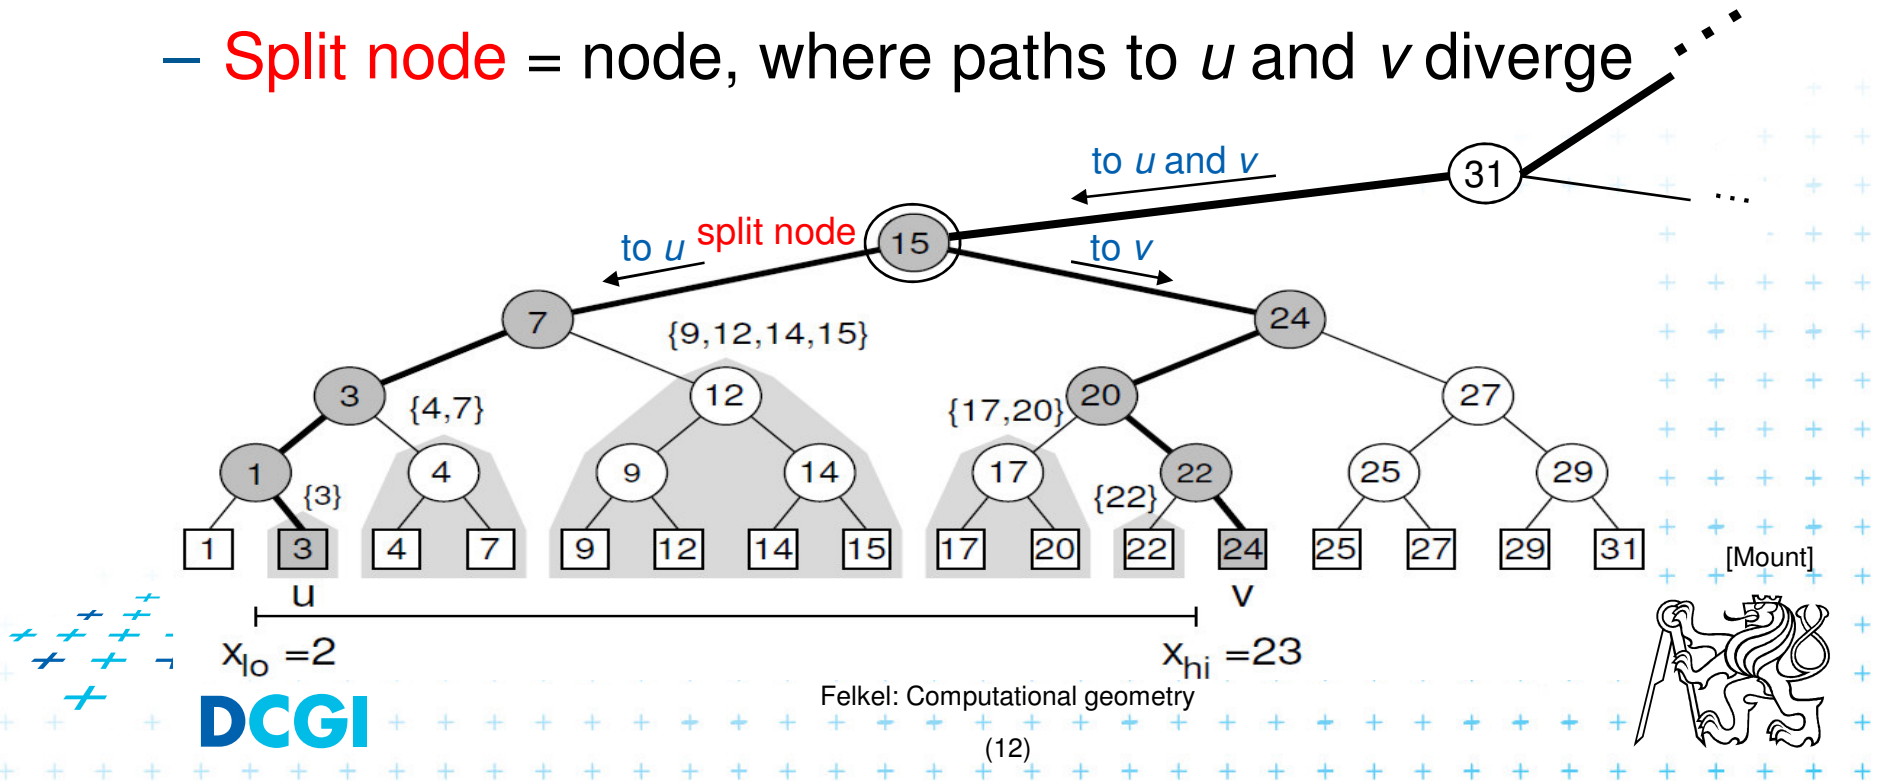 – Split node = node, where paths to u and v diverge
...
to u and v
31
...
to u split node 15 to v
7 24
{9,12,14,15}
3 {4,7} 12 {17,20} 20 27
1 {3} 4 9 14 17 {22} 22 25 29
1 3 4 7 9 12 14 15 17 20 22 24 25 27 29 31
[Mount]
u v
xlo =2 xhi =23
Felkel: Computational geometry
DCGI
(12)